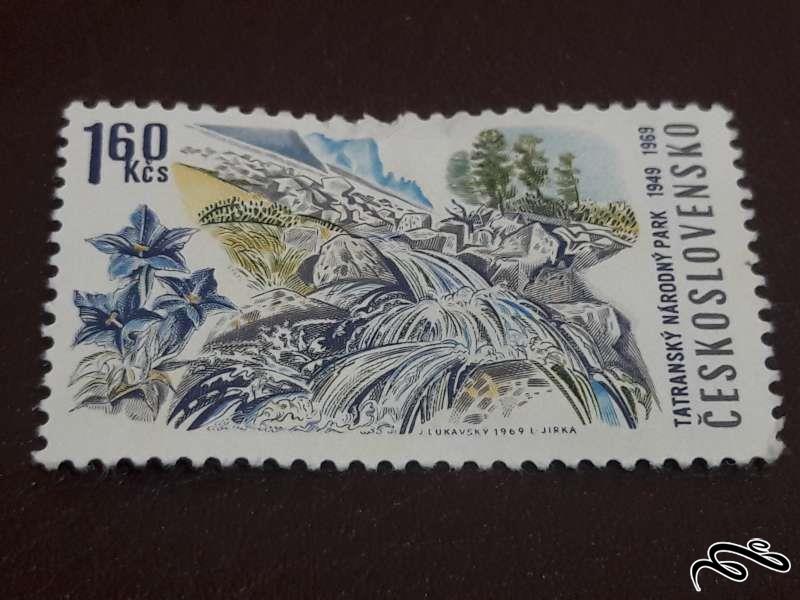 1.60
Kčs
TATRANSKÝ NÁRODNÝ PARK 1949 1969
ČESKOSLOVENSKO
J. LUKAVSKÝ 1969 L. JIRKA